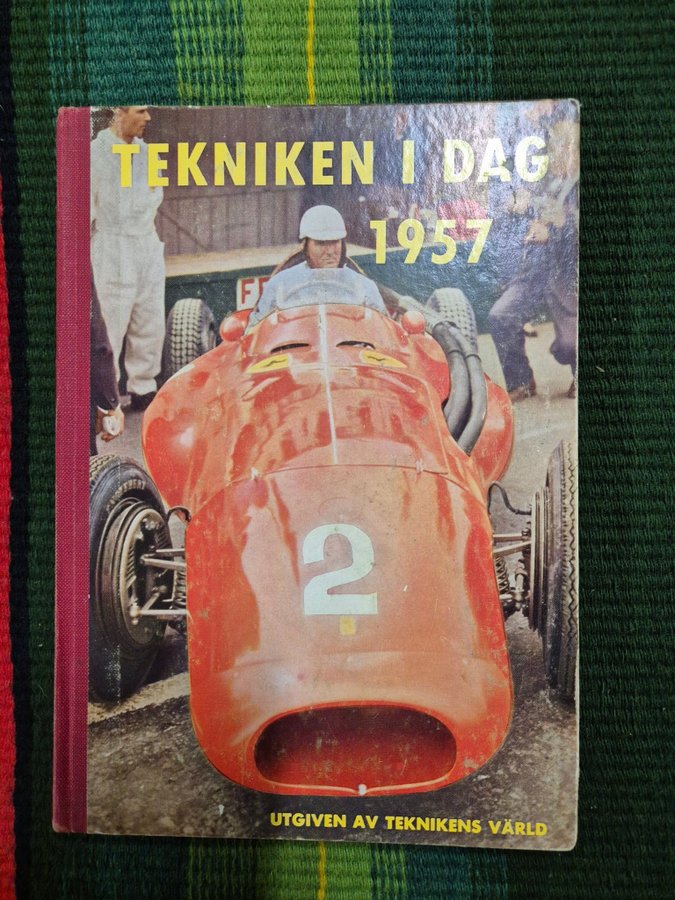 TEKNIKEN I DAG
1957
2
UTGIVEN AV TEKNIKENS VÄRLD